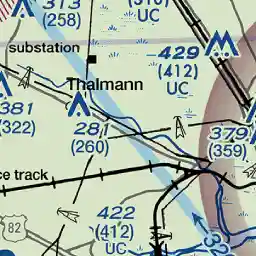 313
(258)
(310)
UC
substation
429
(412)
UC
Thalmann
381
(322)
281
(260)
379
(359)
ce track
422
(412)
UC
82